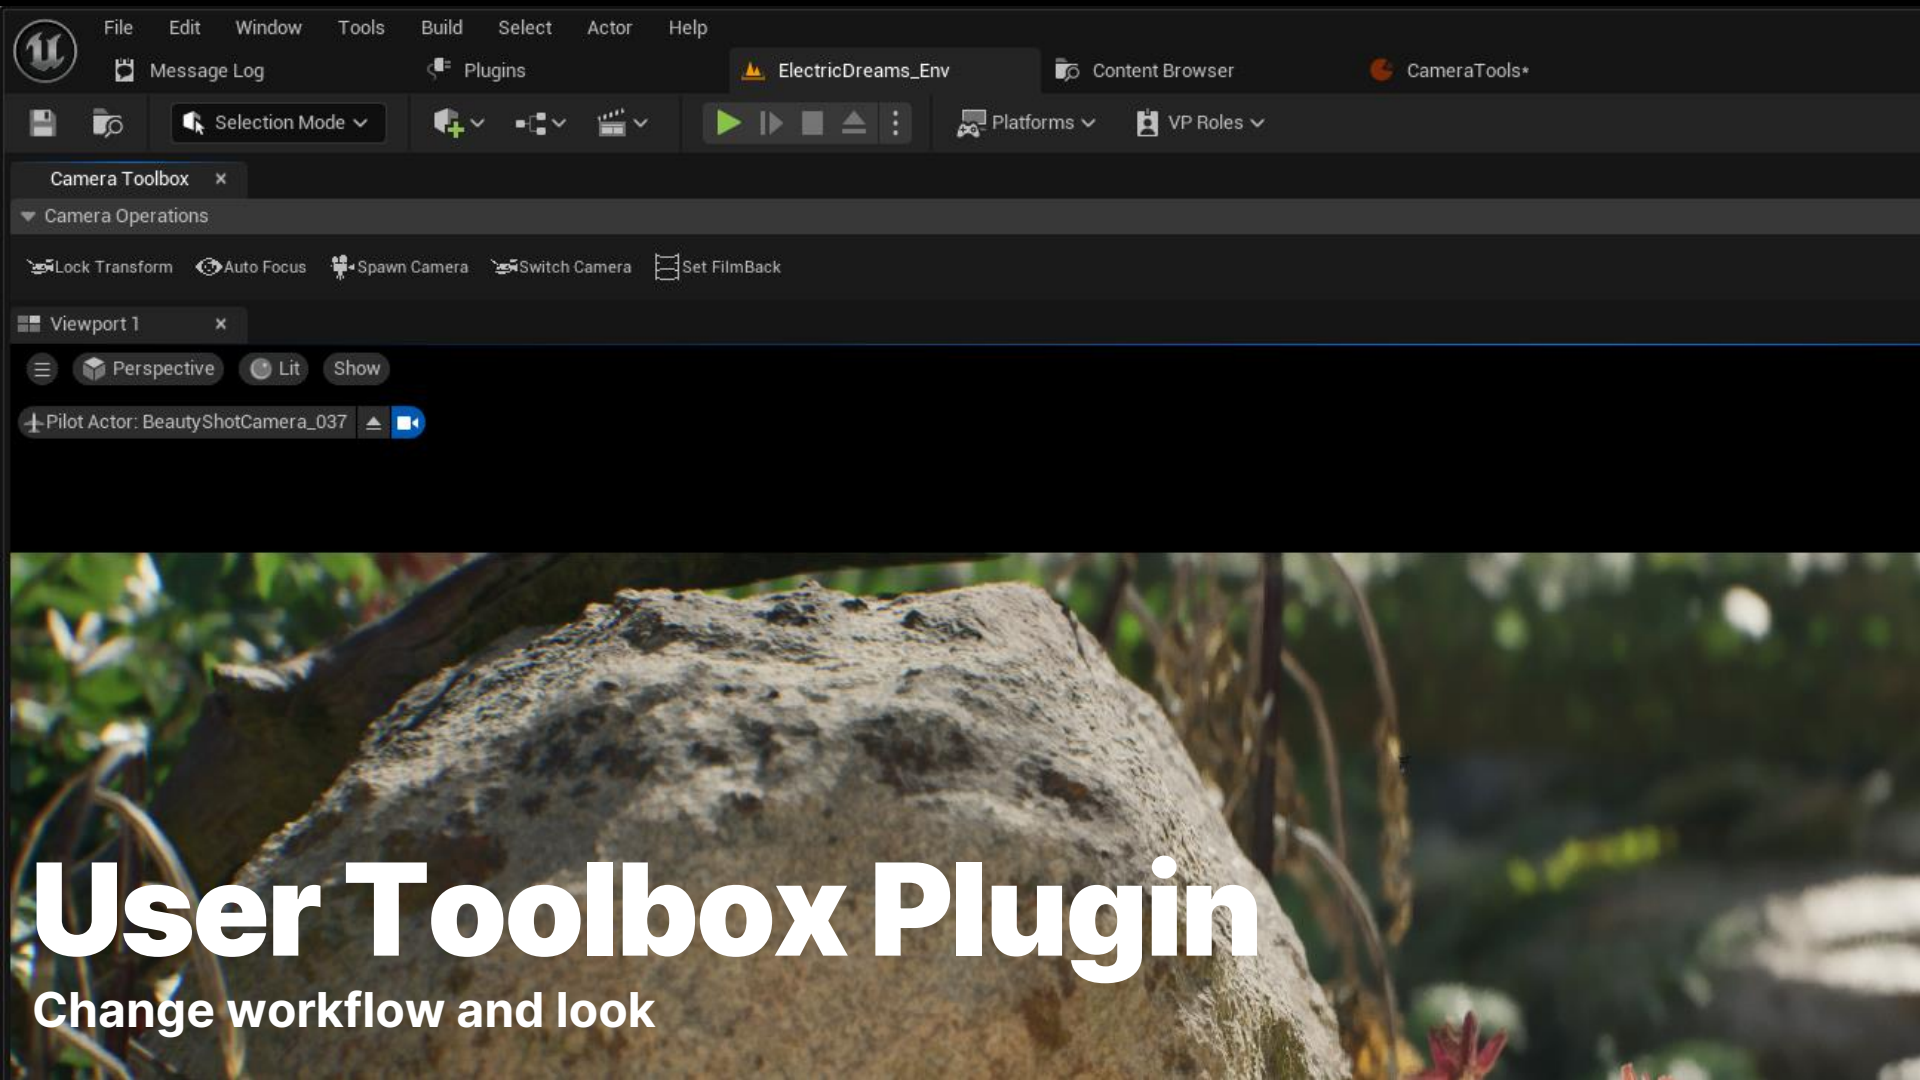 File Edit Window Tools Build Select Actor Help
Message Log Plugins ElectricDreams_Env Content Browser CameraTools*
Selection Mode Platforms VP Roles
Camera Toolbox
Camera Operations
Lock Transform Auto Focus Spawn Camera Switch Camera Set FilmBack
Viewport 1
Perspective Lit Show
Pilot Actor: BeautyShotCamera_037
User Toolbox Plugin
Change workflow and look